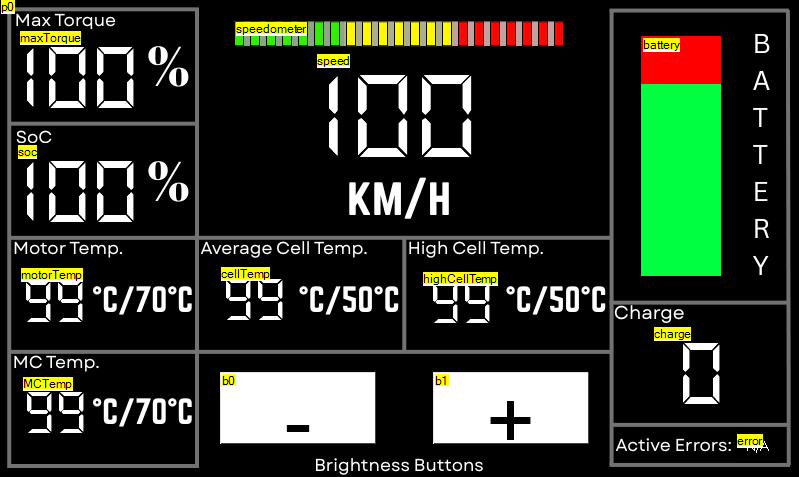 p0
Max Torque
maxTorque
100 %
SoC
soc
100 %
speedometer
speed
100
KM/H
battery
BATTERY
Motor Temp.
motorTemp
99 °C/70°C
Average Cell Temp.
cellTemp
99 °C/50°C
High Cell Temp.
highCellTemp
99 °C/50°C
Charge
charge
0
MC Temp.
MCTemp
99 °C/70°C
b0
-
b1
+
Brightness Buttons
Active Errors: error N/A